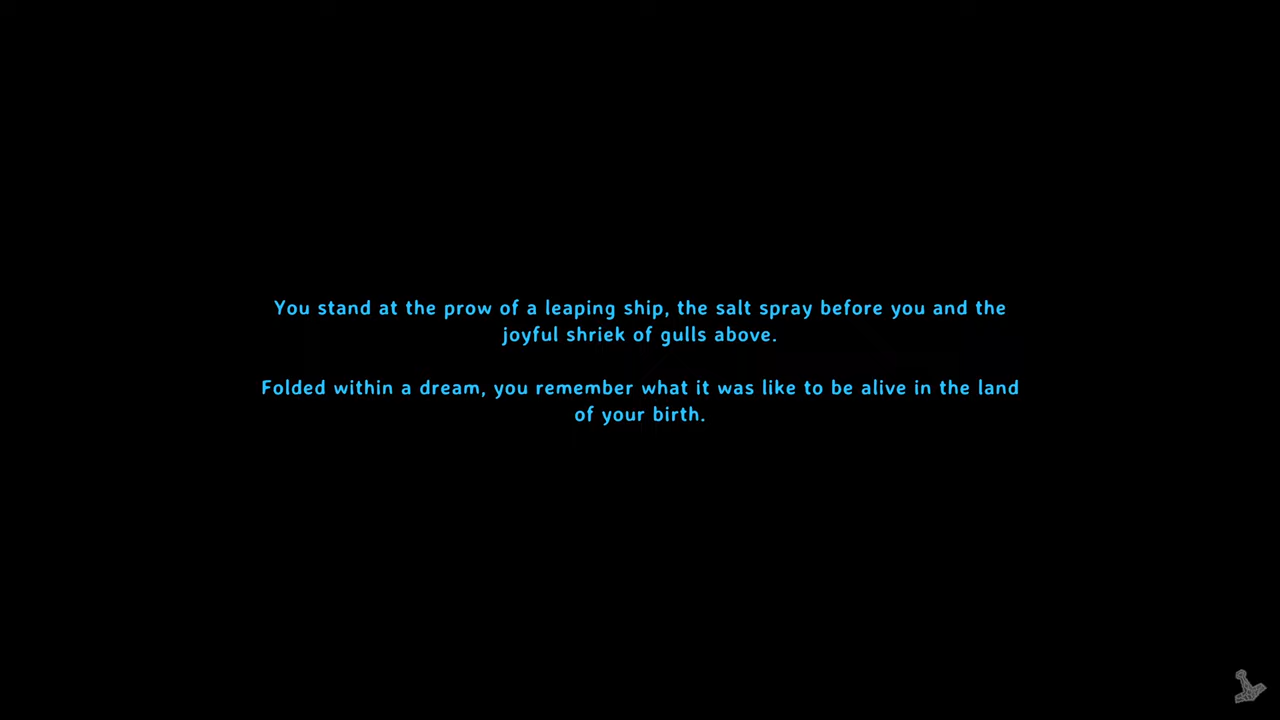 You stand at the prow of a leaping ship, the salt spray before you and the
joyful shriek of gulls above.
Folded within a dream, you remember what it was like to be alive in the land
of your birth.